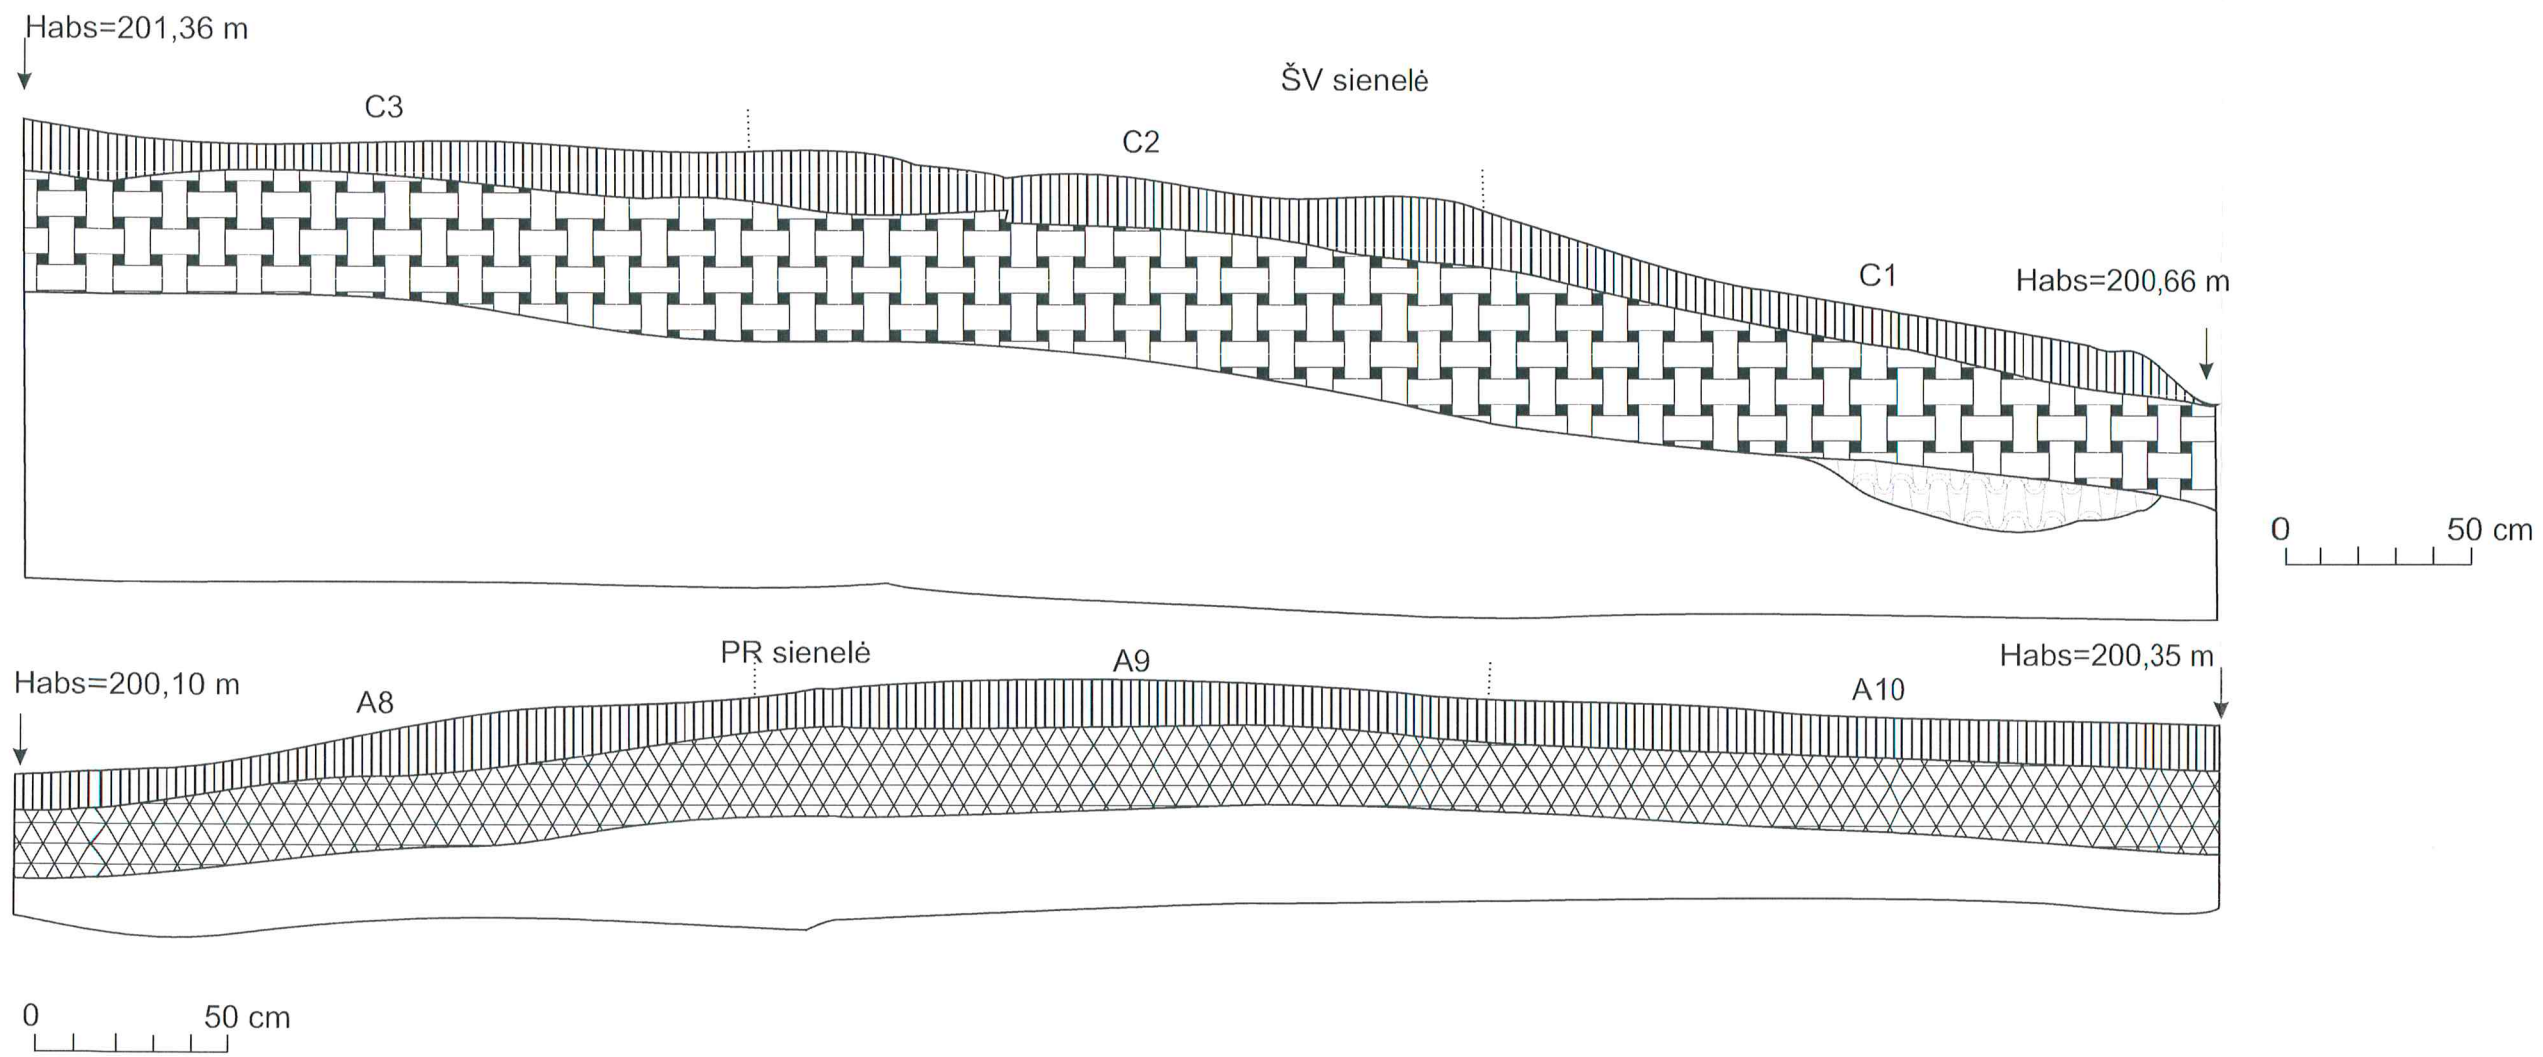 Habs=201,36 m
ŠV sienelė
C3
C2
C1
Habs=200,66 m
0 50 cm
PR sienelė
Habs=200,10 m
A8
A9
A10
Habs=200,35 m
0 50 cm